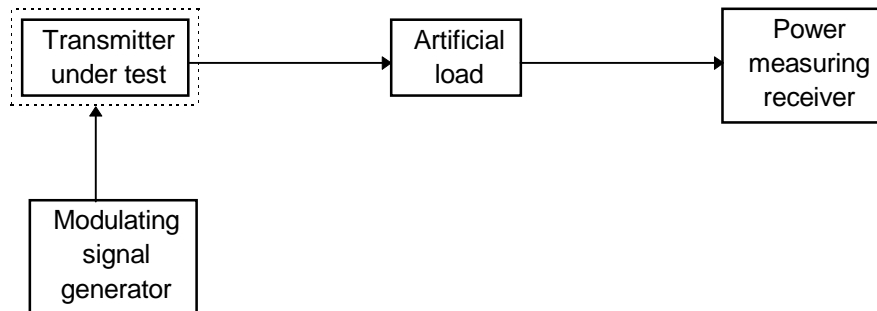 Transmitter
under test
Artificial
load
Power
measuring
receiver
Modulating
signal
generator